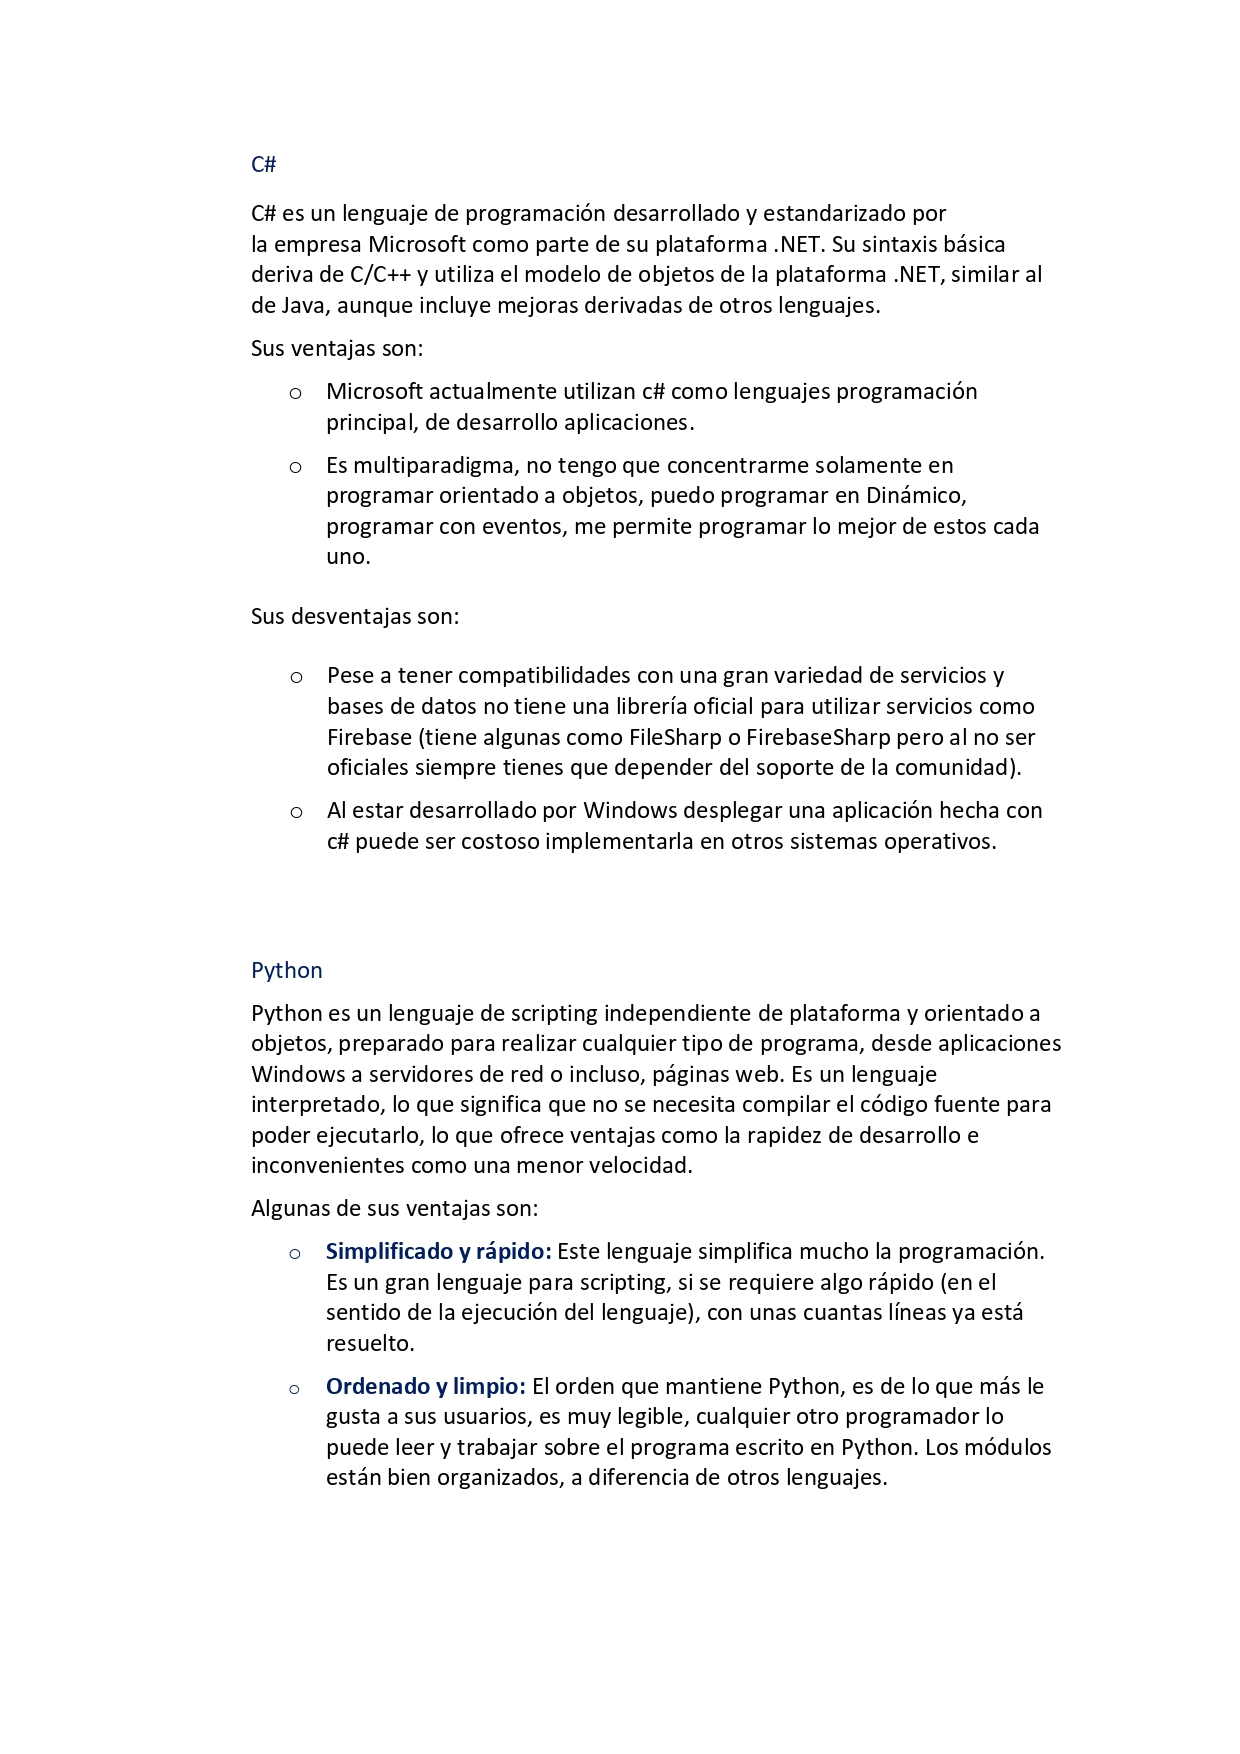 C#
C# es un lenguaje de programación desarrollado y estandarizado por
la empresa Microsoft como parte de su plataforma .NET. Su sintaxis básica
deriva de C/C++ y utiliza el modelo de objetos de la plataforma .NET, similar al
de Java, aunque incluye mejoras derivadas de otros lenguajes.
Sus ventajas son:
o Microsoft actualmente utilizan c# como lenguajes programación
principal, de desarrollo aplicaciones.
o Es multiparadigma, no tengo que concentrarme solamente en
programar orientado a objetos, puedo programar en Dinámico,
programar con eventos, me permite programar lo mejor de estos cada
uno.
Sus desventajas son:
o Pese a tener compatibilidades con una gran variedad de servicios y
bases de datos no tiene una librería oficial para utilizar servicios como
Firebase (tiene algunas como FileSharp o FirebaseSharp pero al no ser
oficiales siempre tienes que depender del soporte de la comunidad).
o Al estar desarrollado por Windows desplegar una aplicación hecha con
c# puede ser costoso implementarla en otros sistemas operativos.
Python
Python es un lenguaje de scripting independiente de plataforma y orientado a
objetos, preparado para realizar cualquier tipo de programa, desde aplicaciones
Windows a servidores de red o incluso, páginas web. Es un lenguaje
interpretado, lo que significa que no se necesita compilar el código fuente para
poder ejecutarlo, lo que ofrece ventajas como la rapidez de desarrollo e
inconvenientes como una menor velocidad.
Algunas de sus ventajas son:
o Simplificado y rápido: Este lenguaje simplifica mucho la programación.
Es un gran lenguaje para scripting, si se requiere algo rápido (en el
sentido de la ejecución del lenguaje), con unas cuantas líneas ya está
resuelto.
o Ordenado y limpio: El orden que mantiene Python, es de lo que más le
gusta a sus usuarios, es muy legible, cualquier otro programador lo
puede leer y trabajar sobre el programa escrito en Python. Los módulos
están bien organizados, a diferencia de otros lenguajes.